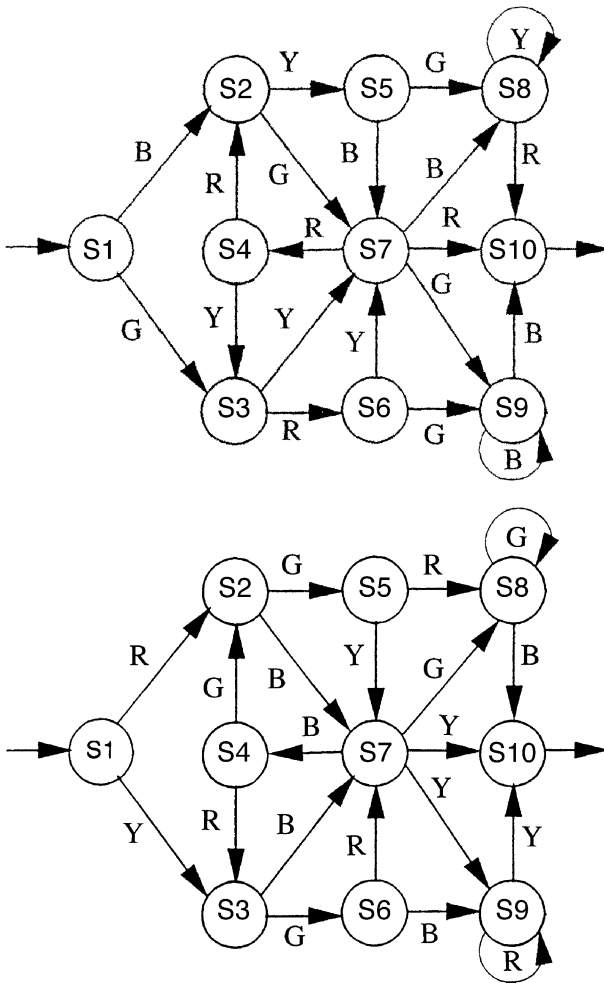 Y
Y G
S2 S5 S8
B R G B B R
R R
S1 S4 S7 S10
G Y Y Y G B
S3 S6 S9
R G
B
G
G R
S2 S5 S8
R G B Y G B
B Y
S1 S4 S7 S10
Y R B R Y Y
S3 S6 S9
G B
R